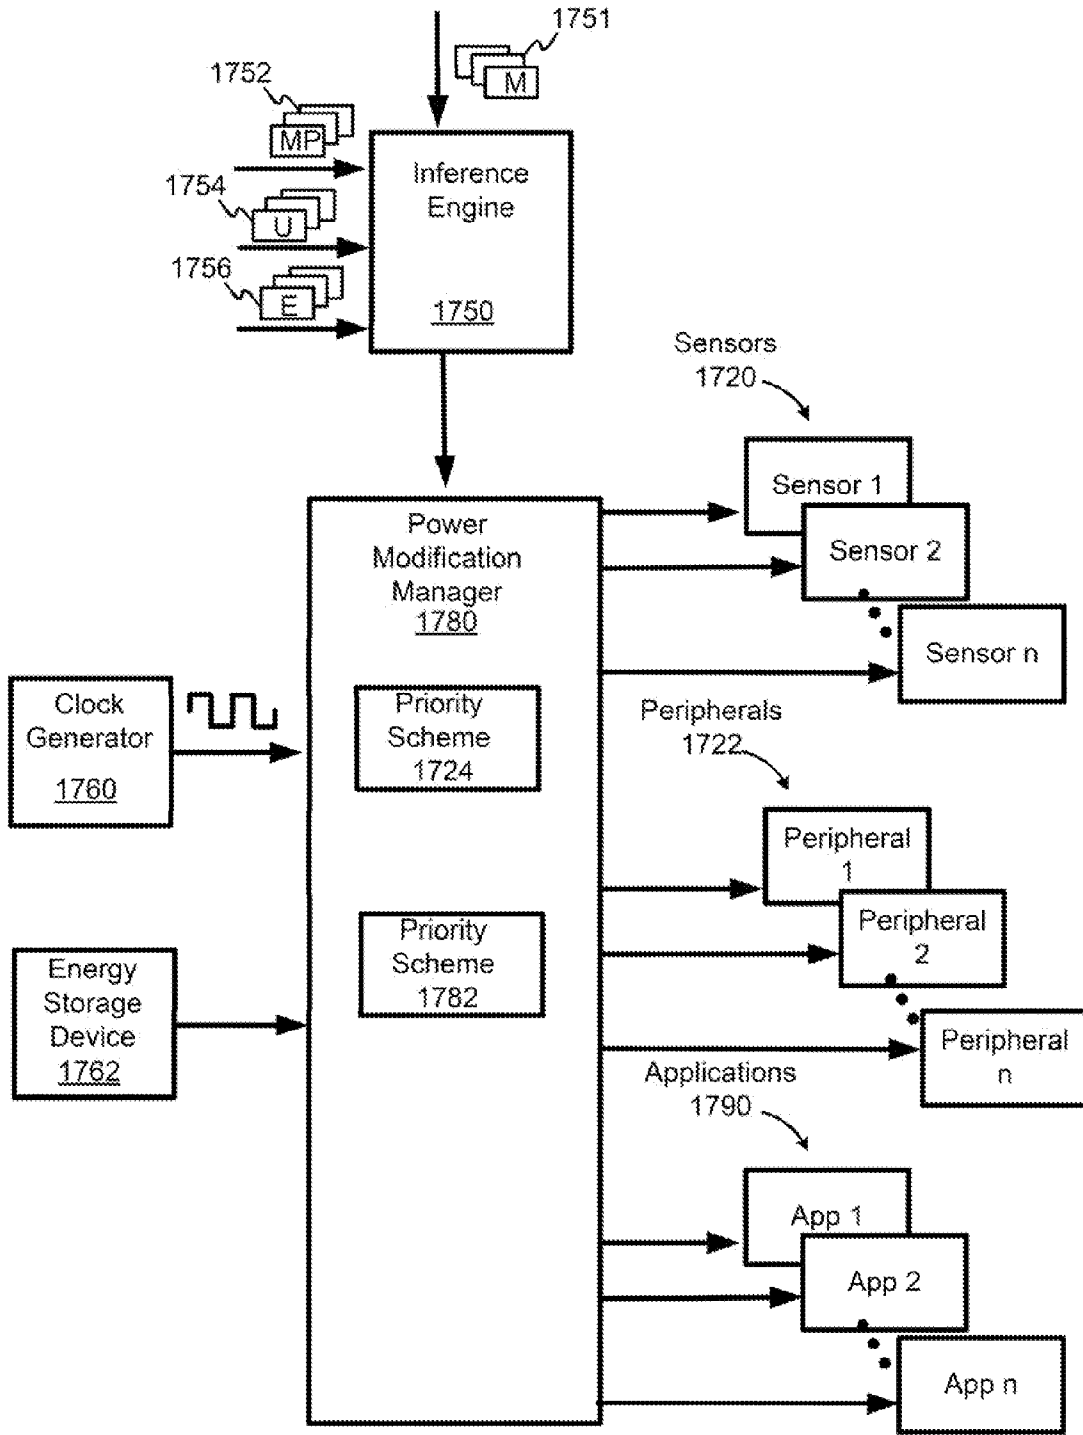 1751
M
1752
MP
1754
U
1756
E
Inference
Engine
1750
Sensors
1720
Sensor 1
Sensor 2
Sensor n
Power
Modification
Manager
1780
Priority
Scheme
1724
Priority
Scheme
1782
Clock
Generator
1760
Energy
Storage
Device
1762
Peripherals
1722
Peripheral
1
Peripheral
2
Peripheral
n
Applications
1790
App 1
App 2
App n